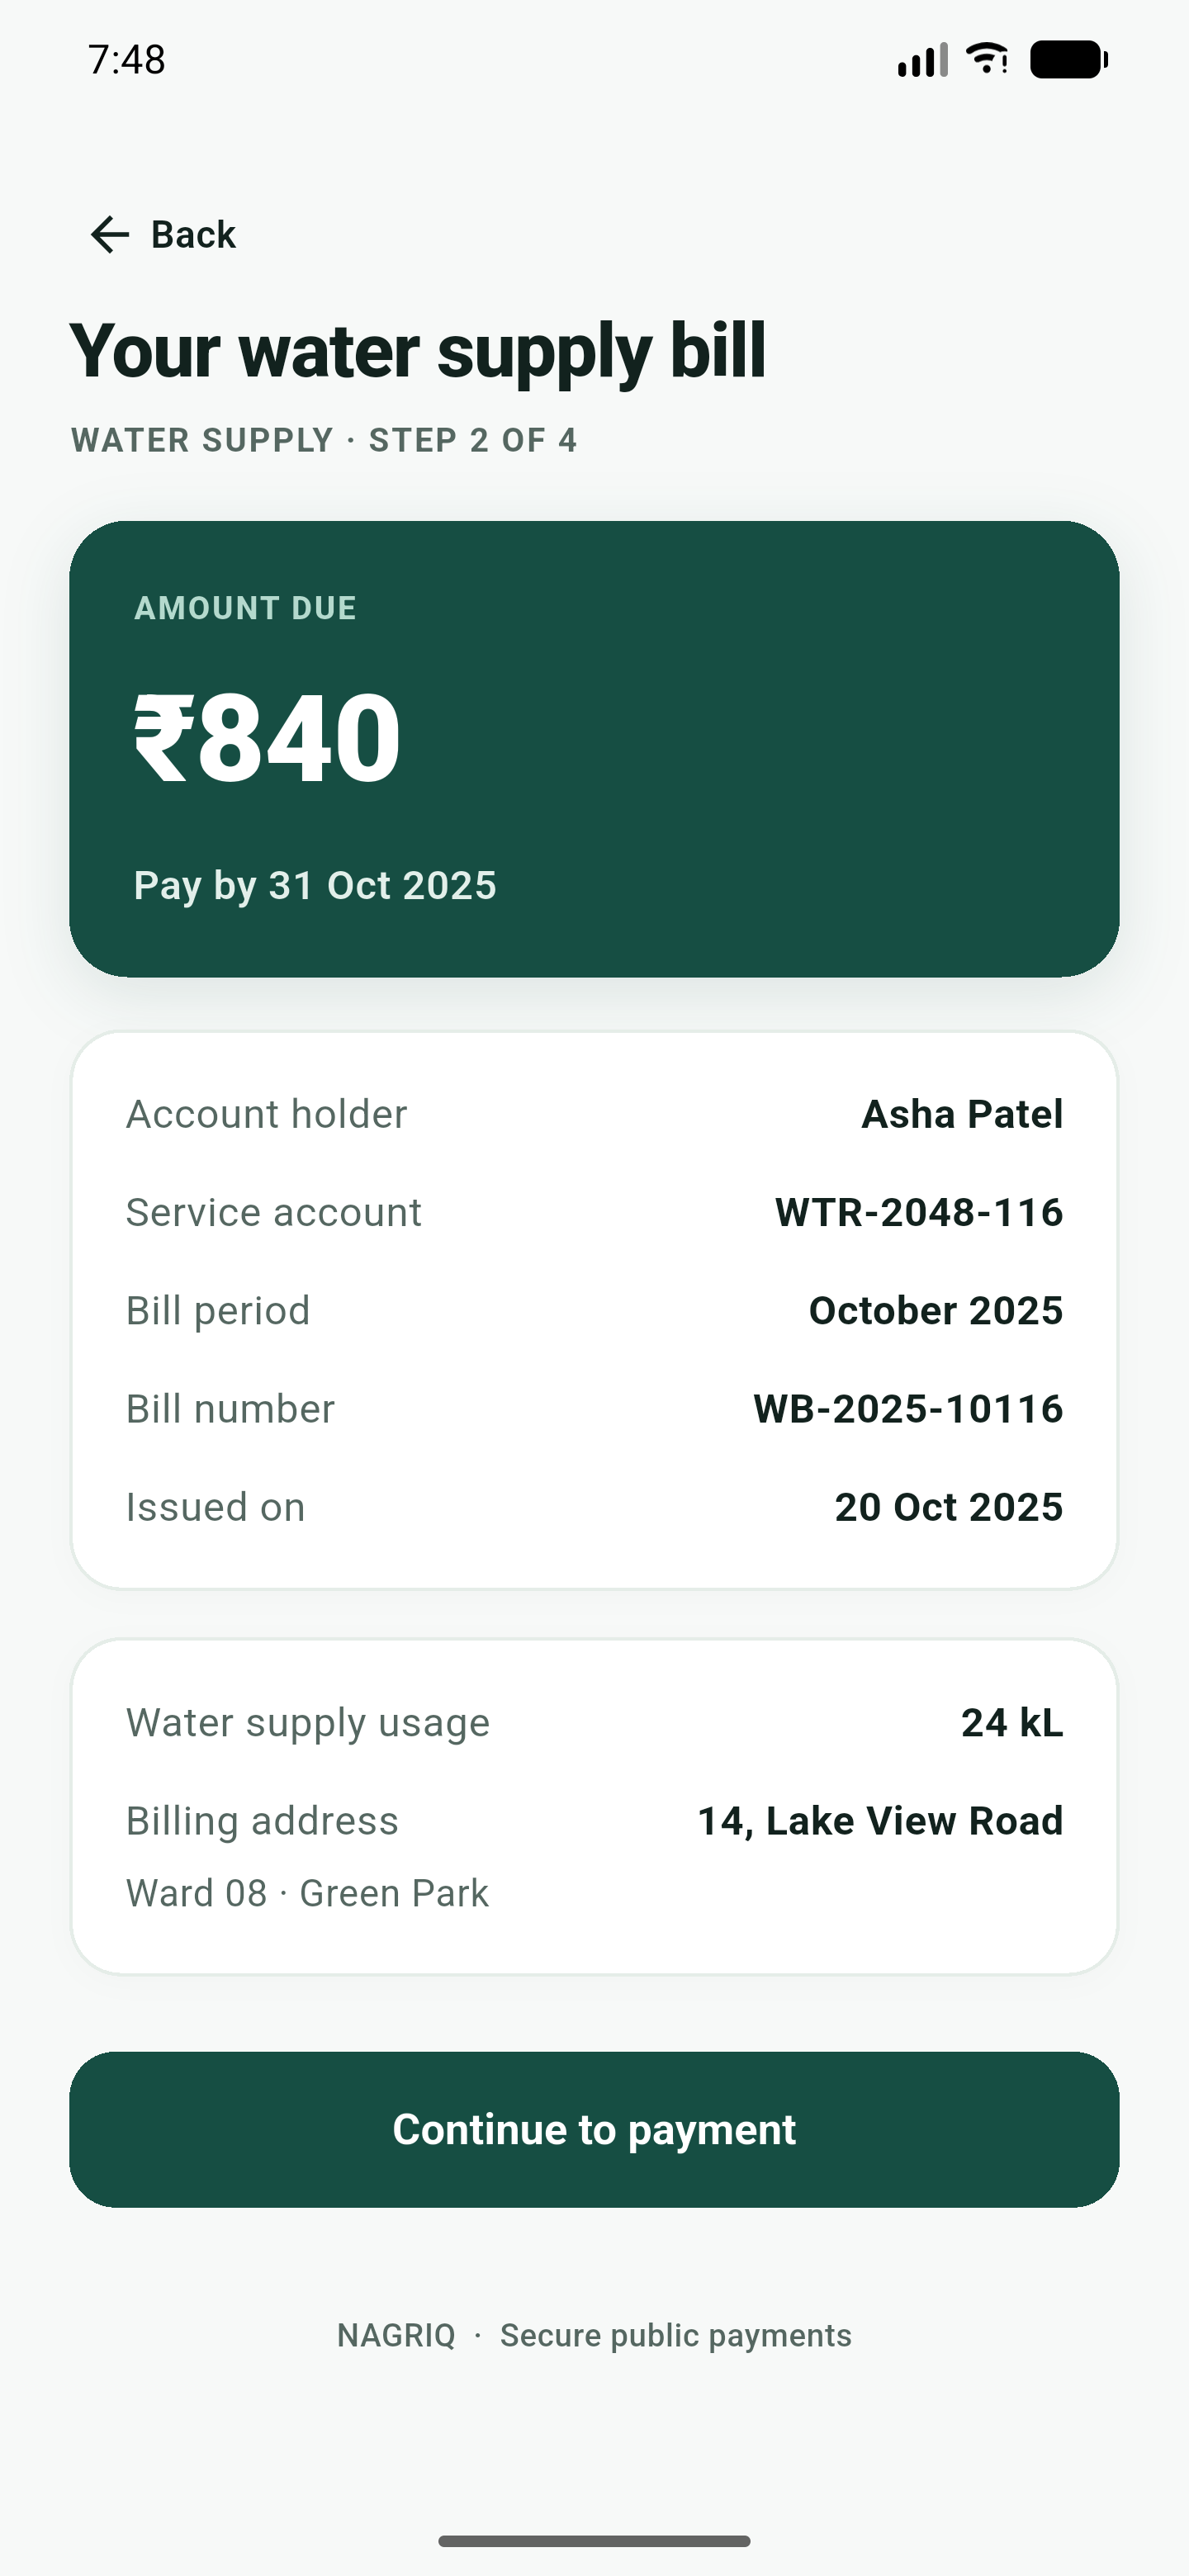 7:48
Back
Your water supply bill
WATER SUPPLY · STEP 2 OF 4
AMOUNT DUE
₹840
Pay by 31 Oct 2025
Account holder Asha Patel
Service account WTR-2048-116
Bill period October 2025
Bill number WB-2025-10116
Issued on 20 Oct 2025
Water supply usage 24 kL
Billing address 14, Lake View Road
Ward 08 · Green Park
Continue to payment
NAGRIQ · Secure public payments